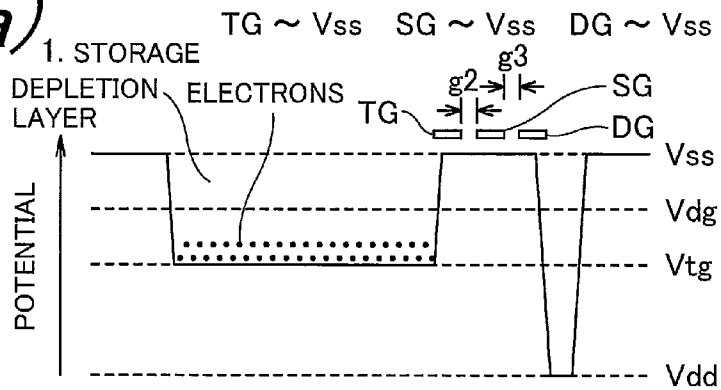 a)
TG ~ Vss SG ~ Vss DG ~ Vss
1. STORAGE
g3
DEPLETION LAYER
ELECTRONS
g2
SG
TG
DG
Vss
Vdg
Vtg
Vdd
POTENTIAL